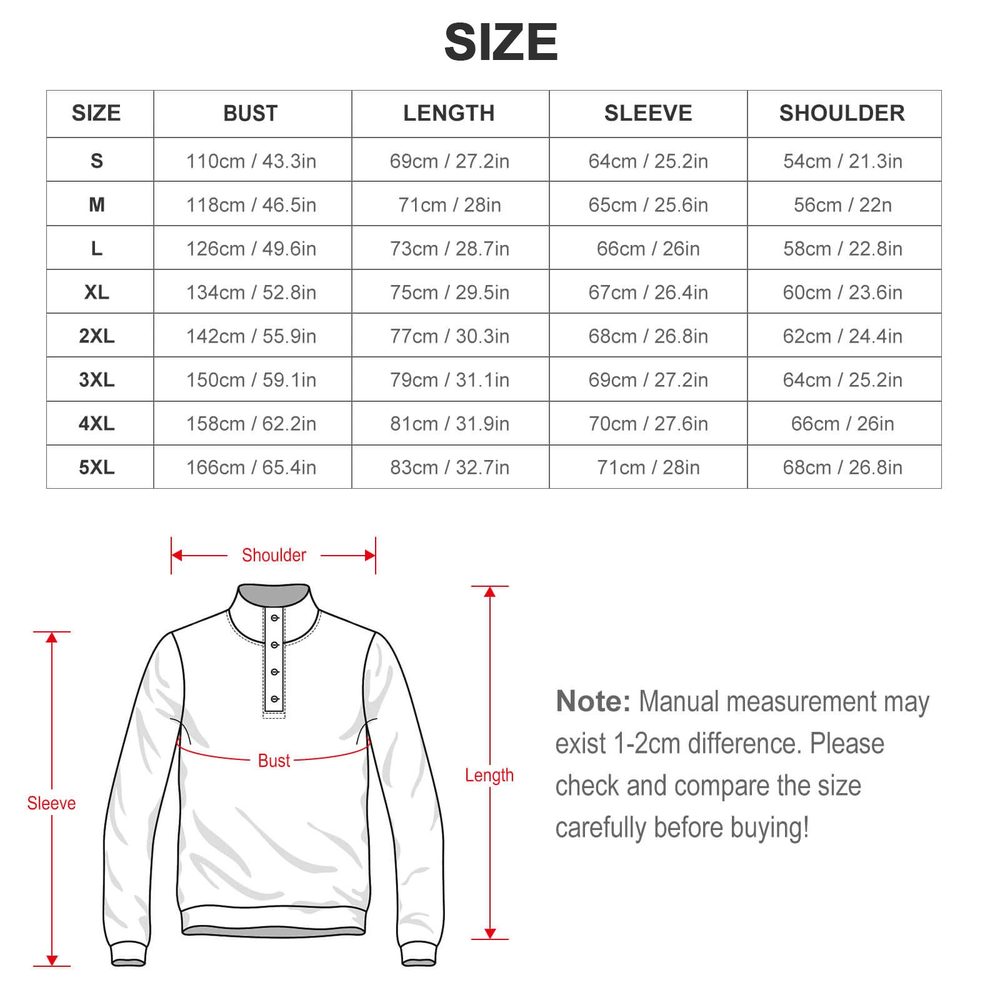 SIZE
SIZE BUST LENGTH SLEEVE SHOULDER
S 110cm / 43.3in 69cm / 27.2in 64cm / 25.2in 54cm / 21.3in
M 118cm / 46.5in 71cm / 28in 65cm / 25.6in 56cm / 22n
L 126cm / 49.6in 73cm / 28.7in 66cm / 26in 58cm / 22.8in
XL 134cm / 52.8in 75cm / 29.5in 67cm / 26.4in 60cm / 23.6in
2XL 142cm / 55.9in 77cm / 30.3in 68cm / 26.8in 62cm / 24.4in
3XL 150cm / 59.1in 79cm / 31.1in 69cm / 27.2in 64cm / 25.2in
4XL 158cm / 62.2in 81cm / 31.9in 70cm / 27.6in 66cm / 26in
5XL 166cm / 65.4in 83cm / 32.7in 71cm / 28in 68cm / 26.8in
Shoulder
Bust
Sleeve
Length
Note: Manual measurement may
exist 1-2cm difference. Please
check and compare the size
carefully before buying!